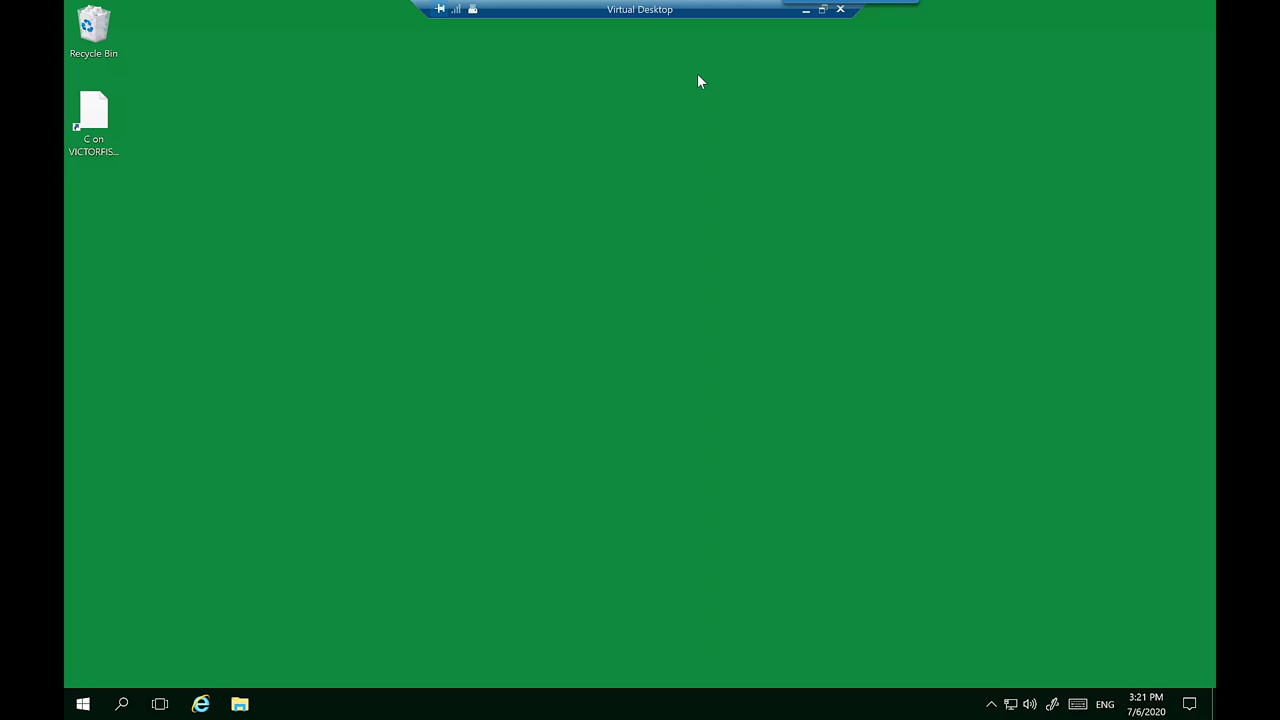 Virtual Desktop
Recycle Bin
C on
VICTORFIS...
ENG
3:21 PM
7/6/2020